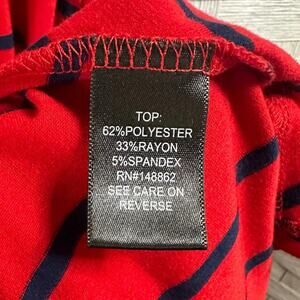 TOP:
62%POLYESTER
33%RAYON
5%SPANDEX
RN#148862
SEE CARE ON
REVERSE